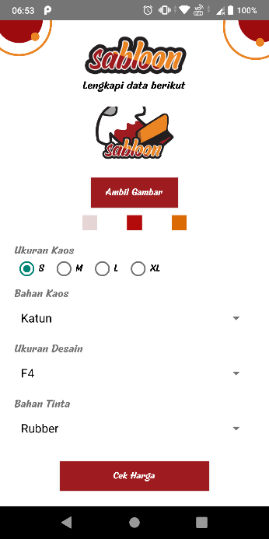 06:53 P 100%
sabloon
Lengkapi data berikut
sabloon
Ambil Gambar
Ukuran Kaos
S M L XL
Bahan Kaos
Katun
Ukuran Desain
F4
Bahan Tinta
Rubber
Cek Harga